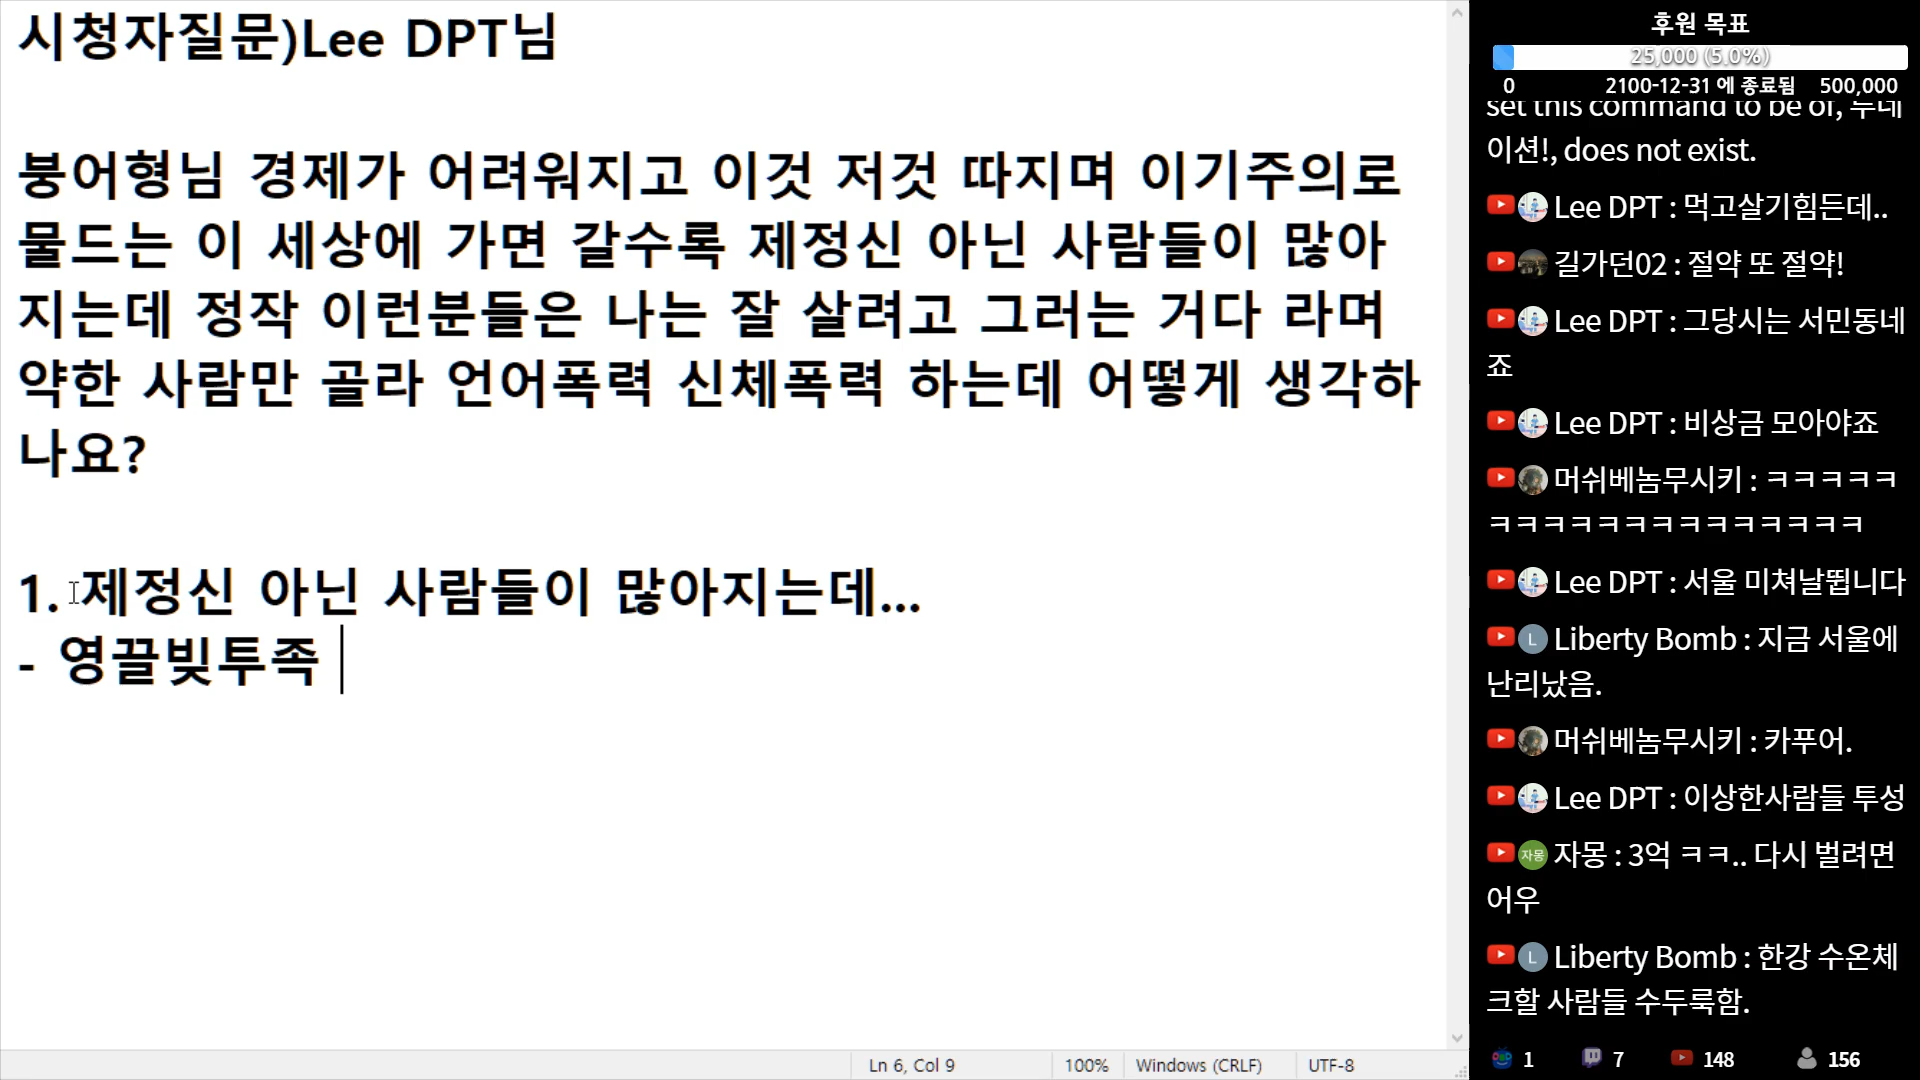 시청자질문)Lee DPT님
붕어형님 경제가 어려워지고 이것 저것 따지며 이기주의로
물드는 이 세상에 가면 갈수록 제정신 아닌 사람들이 많아
지는데 정작 이런분들은 나는 잘 살려고 그러는 거다 라며
약한 사람만 골라 언어폭력 신체폭력 하는데 어떻게 생각하
나요?
1. 제정신 아닌 사람들이 많아지는데...
- 영끌빚투족
Ln 6, Col 9
100%
Windows (CRLF)
UTF-8
후원 목표
25,000 (5.0%)
0 2100-12-31 에 종료됨 500,000
set this command to be of, 투네
이션!, does not exist.
Lee DPT : 먹고살기힘든데..
길가던02 : 절약 또 절약!
Lee DPT : 그당시는 서민동네
죠
Lee DPT : 비상금 모아야죠
머쉬베놈무시키 : ㅋㅋㅋㅋㅋ
ㅋㅋㅋㅋㅋㅋㅋㅋㅋㅋㅋㅋㅋㅋ
Lee DPT : 서울 미쳐날뜁니다
L Liberty Bomb : 지금 서울에
난리났음.
머쉬베놈무시키 : 카푸어.
Lee DPT : 이상한사람들 투성
자몽 자몽 : 3억 ㅋㅋ.. 다시 벌려면
어우
L Liberty Bomb : 한강 수온체
크할 사람들 수두룩함.
1 7 148 156